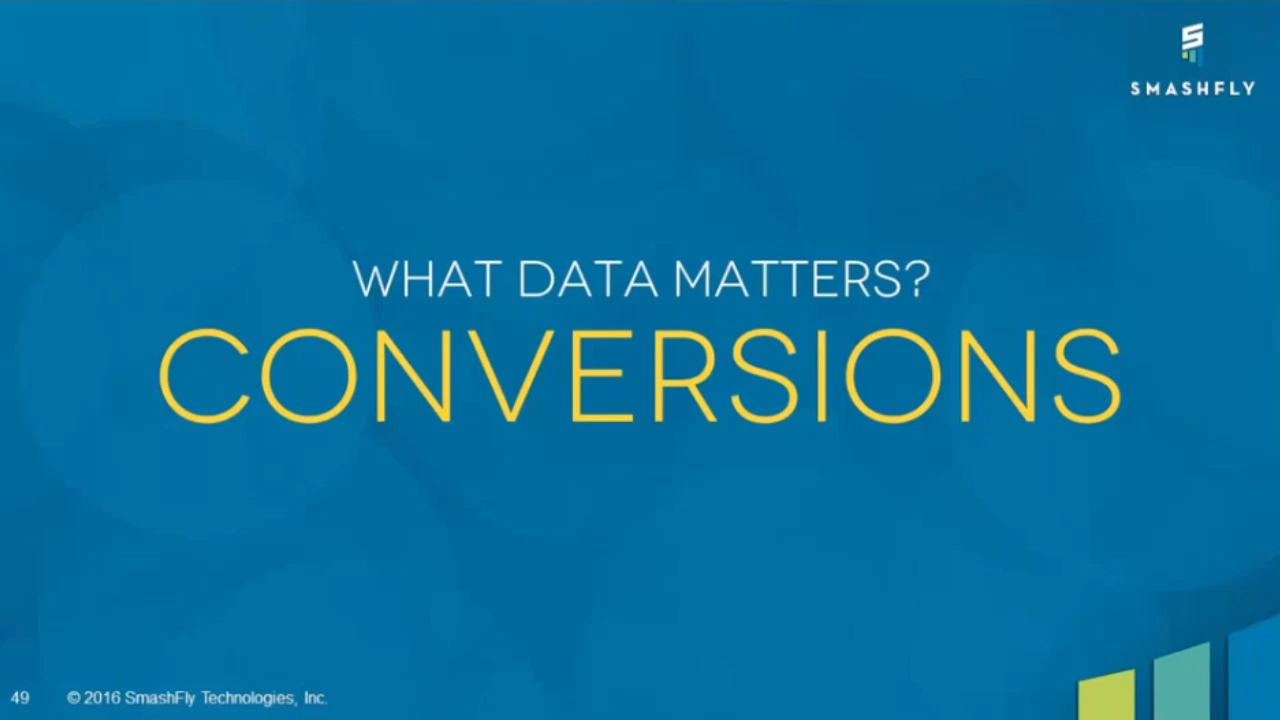 SMASHFLY
WHAT DATA MATTERS?
CONVERSIONS
49 © 2016 SmashFly Technologies, Inc.